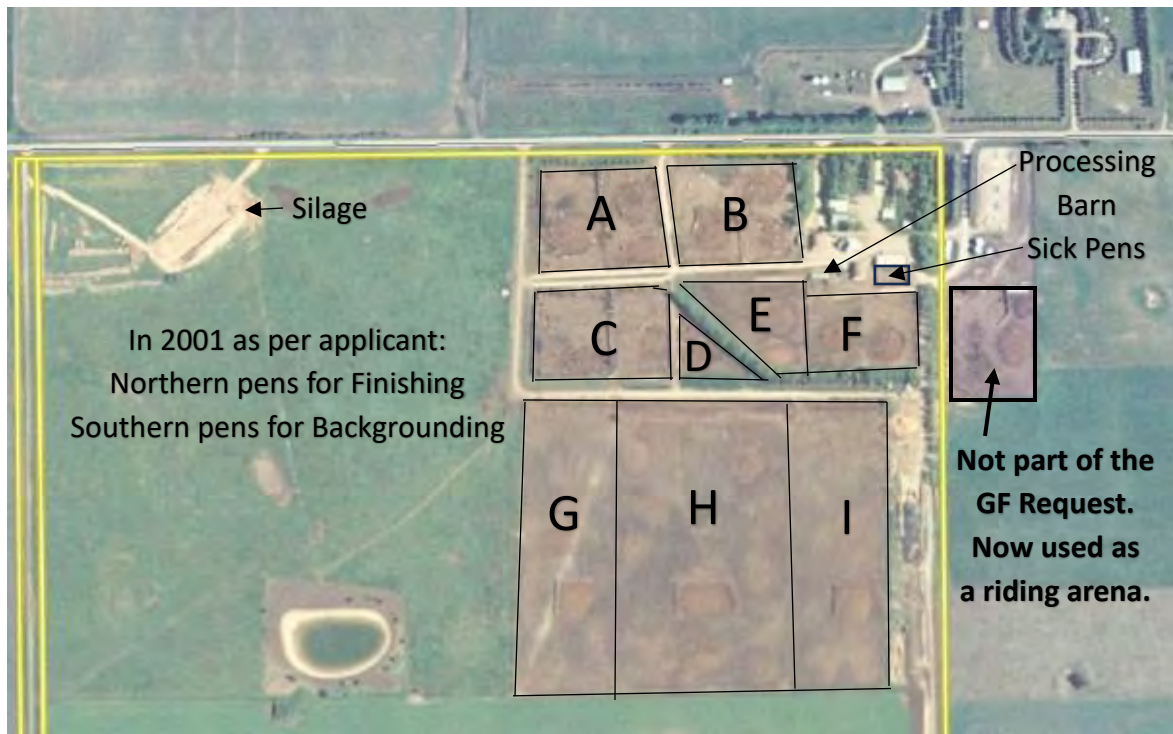 Processing
Barn
Sick Pens
Silage
A
B
C
D
E
F
In 2001 as per applicant:
Northern pens for Finishing
Southern pens for Backgrounding
Not part of the
GF Request.
Now used as
a riding arena.
G
H
I